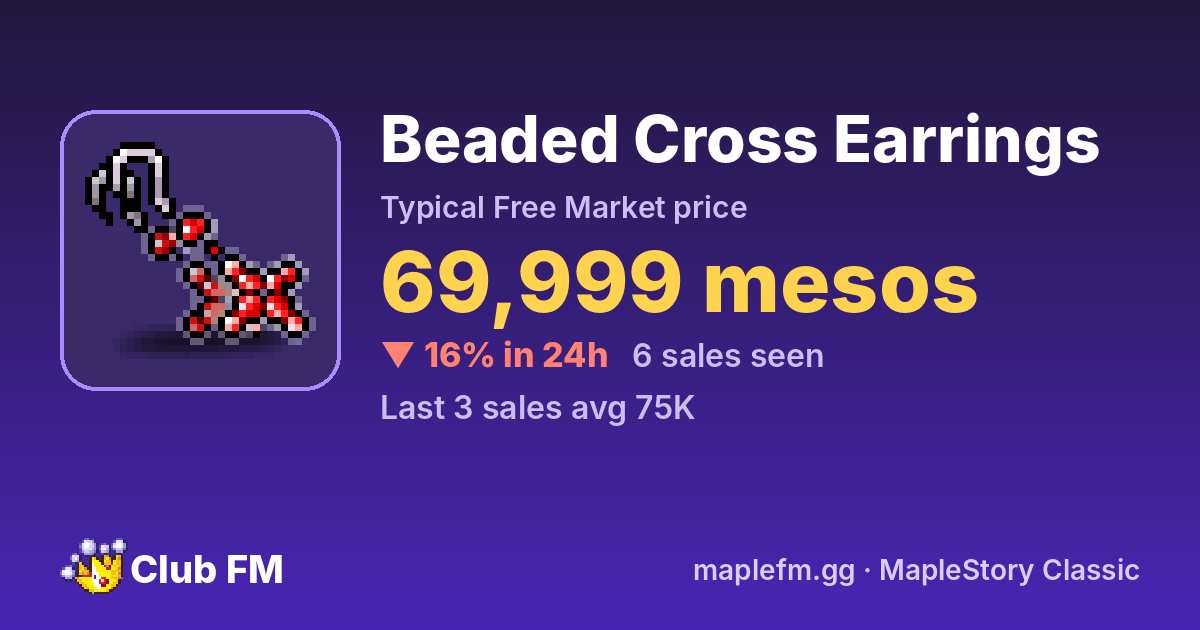 Beaded Cross Earrings
Typical Free Market price
69,999 mesos
▼ 16% in 24h 6 sales seen
Last 3 sales avg 75K
Club FM
maplefm.gg · MapleStory Classic